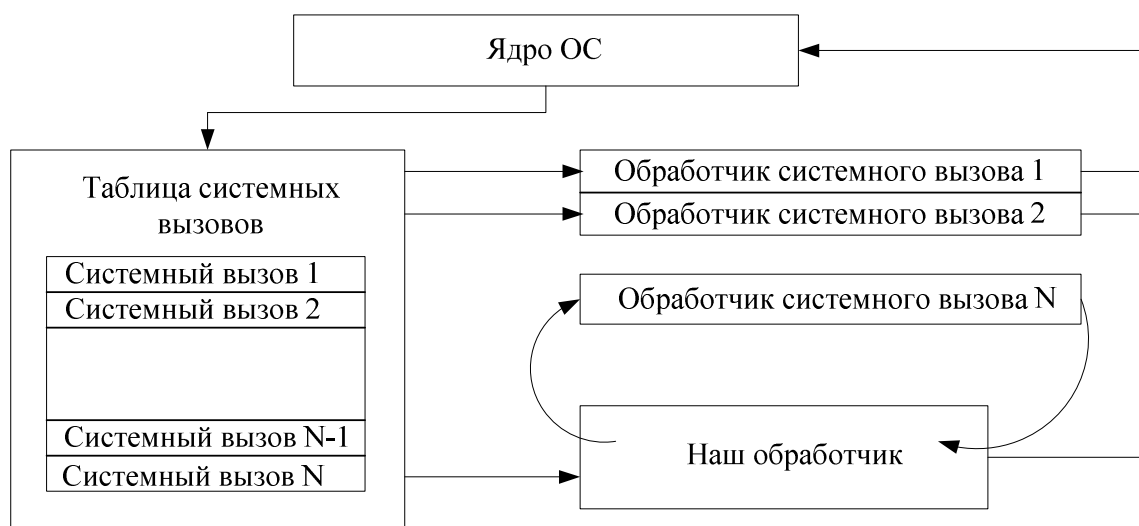 Ядро ОС
Таблица системных
вызовов
Системный вызов 1
Системный вызов 2
Системный вызов N-1
Системный вызов N
Обработчик системного вызова 1
Обработчик системного вызова 2
Обработчик системного вызова N
Наш обработчик